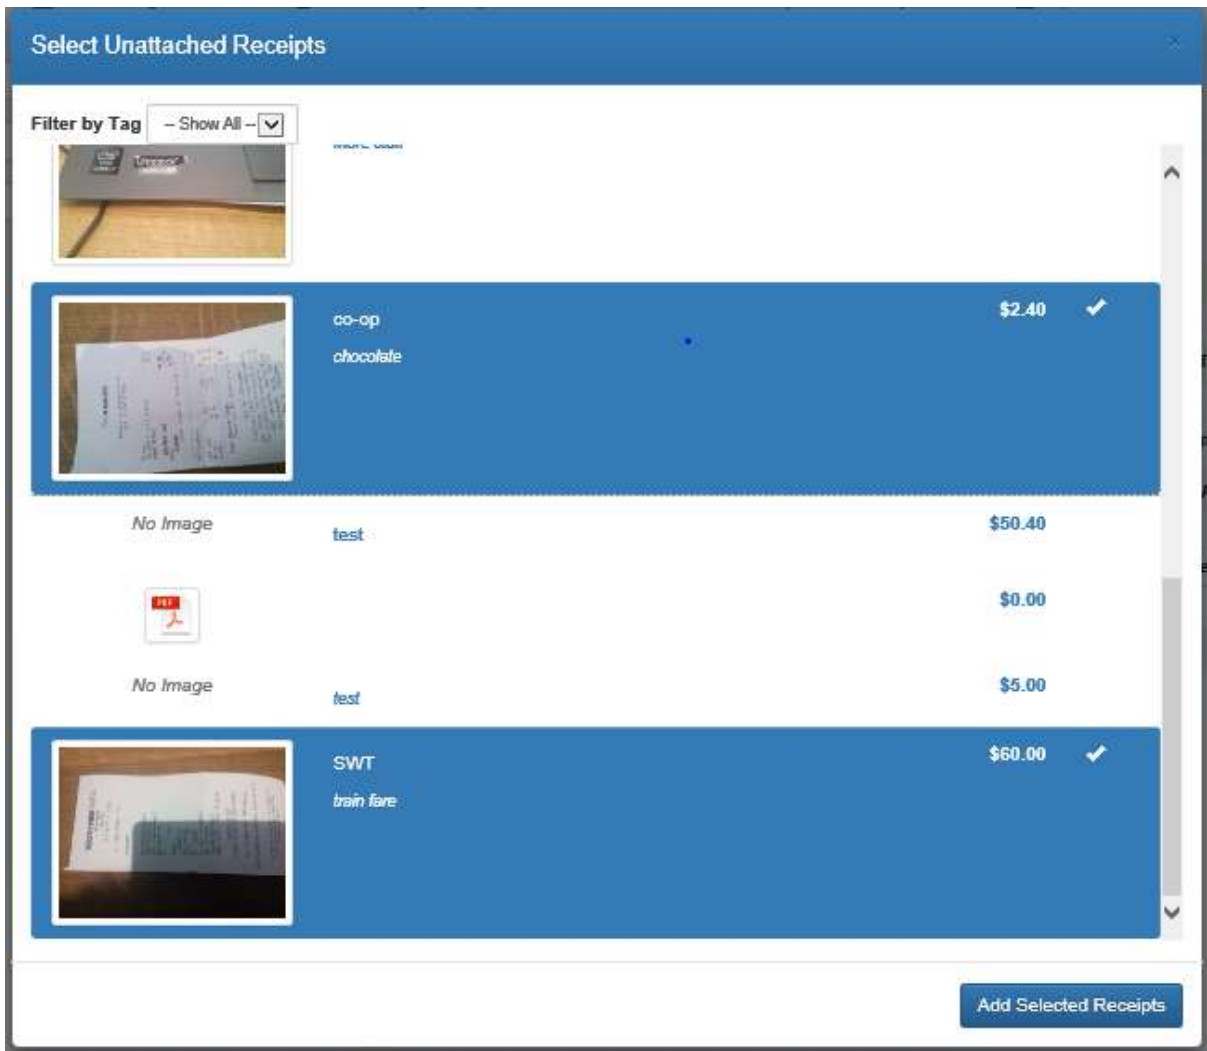 Select Unattached Receipts
×
Filter by Tag -- Show All --
co-op $2.40
chocolate
No Image test $50.40
PDF $0.00
No Image test $5.00
SWT $60.00
train fare
Add Selected Receipts